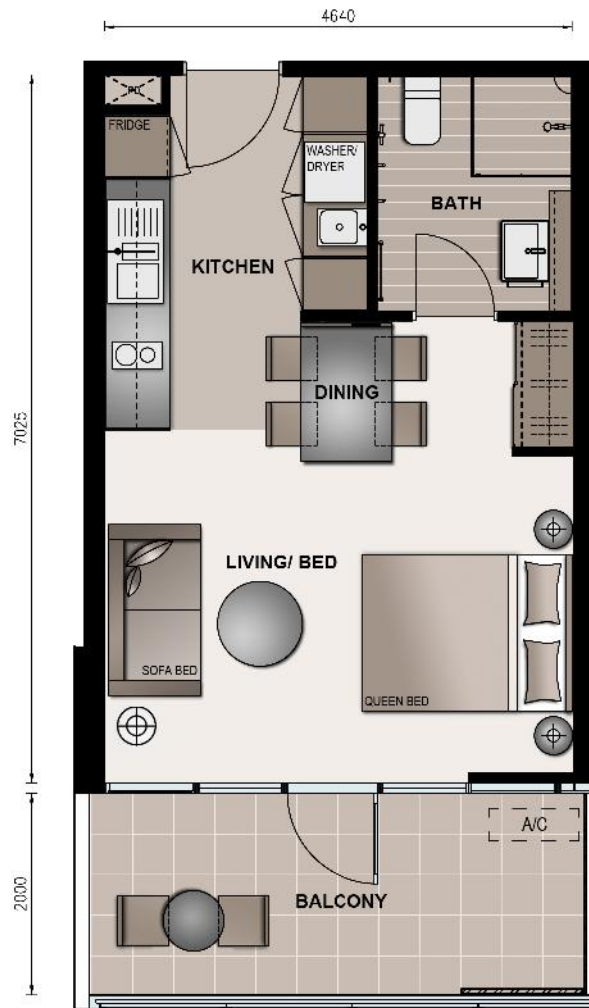 4640
FRIDGE
WASHER/
DRYER
BATH
KITCHEN
DINING
7025
LIVING/ BED
SOFA BED
QUEEN BED
A/C
BALCONY
2000